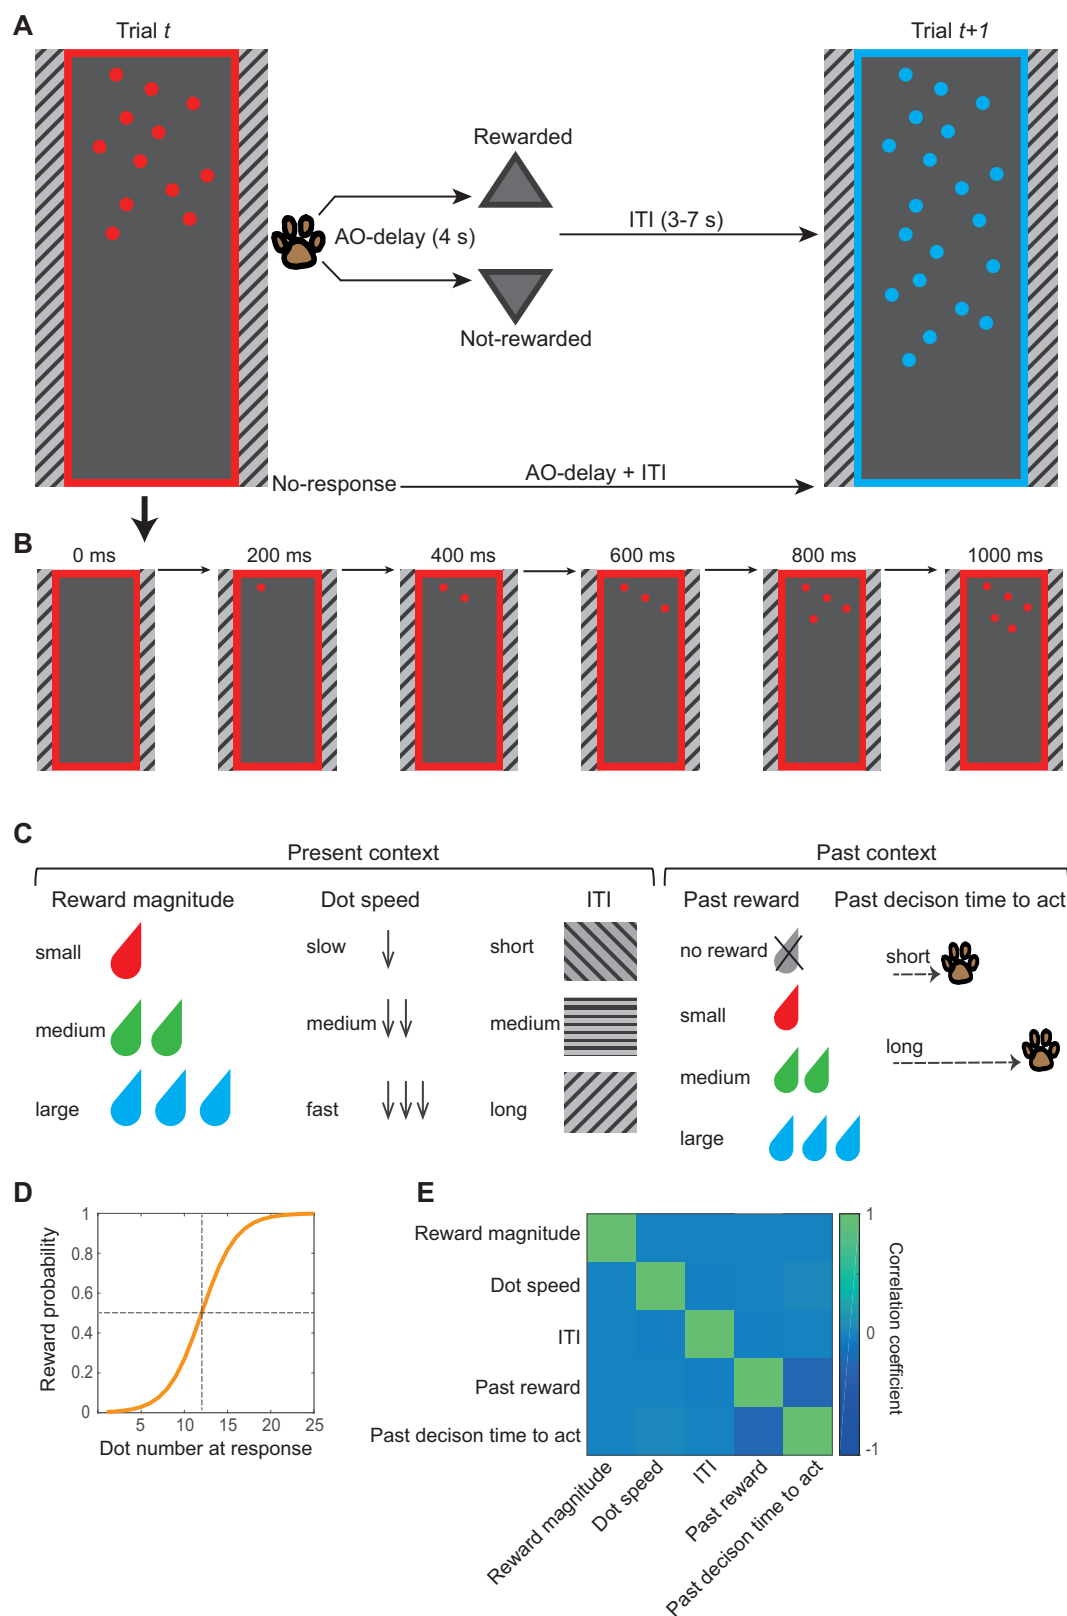 A
Trial t
Trial t+1
Rewarded
AO-delay (4 s)
ITI (3-7 s)
Not-rewarded
No-response
AO-delay + ITI
B
0 ms
200 ms
400 ms
600 ms
800 ms
1000 ms
C
Present context
Past context
Reward magnitude
Dot speed
ITI
Past reward
Past decison time to act
small
slow
short
no reward
short
medium
medium
medium
small
long
large
fast
long
medium
large
D
Reward probability
1
0.8
0.6
0.4
0.2
0
5
10
15
20
25
Dot number at response
E
Reward magnitude
Dot speed
ITI
Past reward
Past decison time to act
Reward magnitude
Dot speed
ITI
Past reward
Past decison time to act
1
0
-1
Correlation coefficient